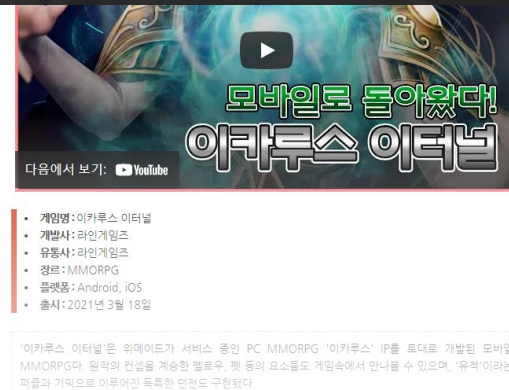 모바일로 돌아왔다!
이카루스 이터널
다음에서 보기: YouTube
게임명 : 이카루스 이터널
개발사 : 라인게임즈
유통사 : 라인게임즈
장르 : MMORPG
플랫폼 : Android, iOS
출시 : 2021년 3월 18일
'이카루스 이터널'은 위메이드가 서비스 중인 PC MMORPG '이카루스' IP를 토대로 개발된 모바일
MMORPG다. 원작의 컨셉을 계승한 펠로우, 펫 등의 요소들도 게임속에서 만나볼 수 있으며, '유적'이라는
퍼즐과 기믹으로 이루어진 독특한 던전도 구현됐다.